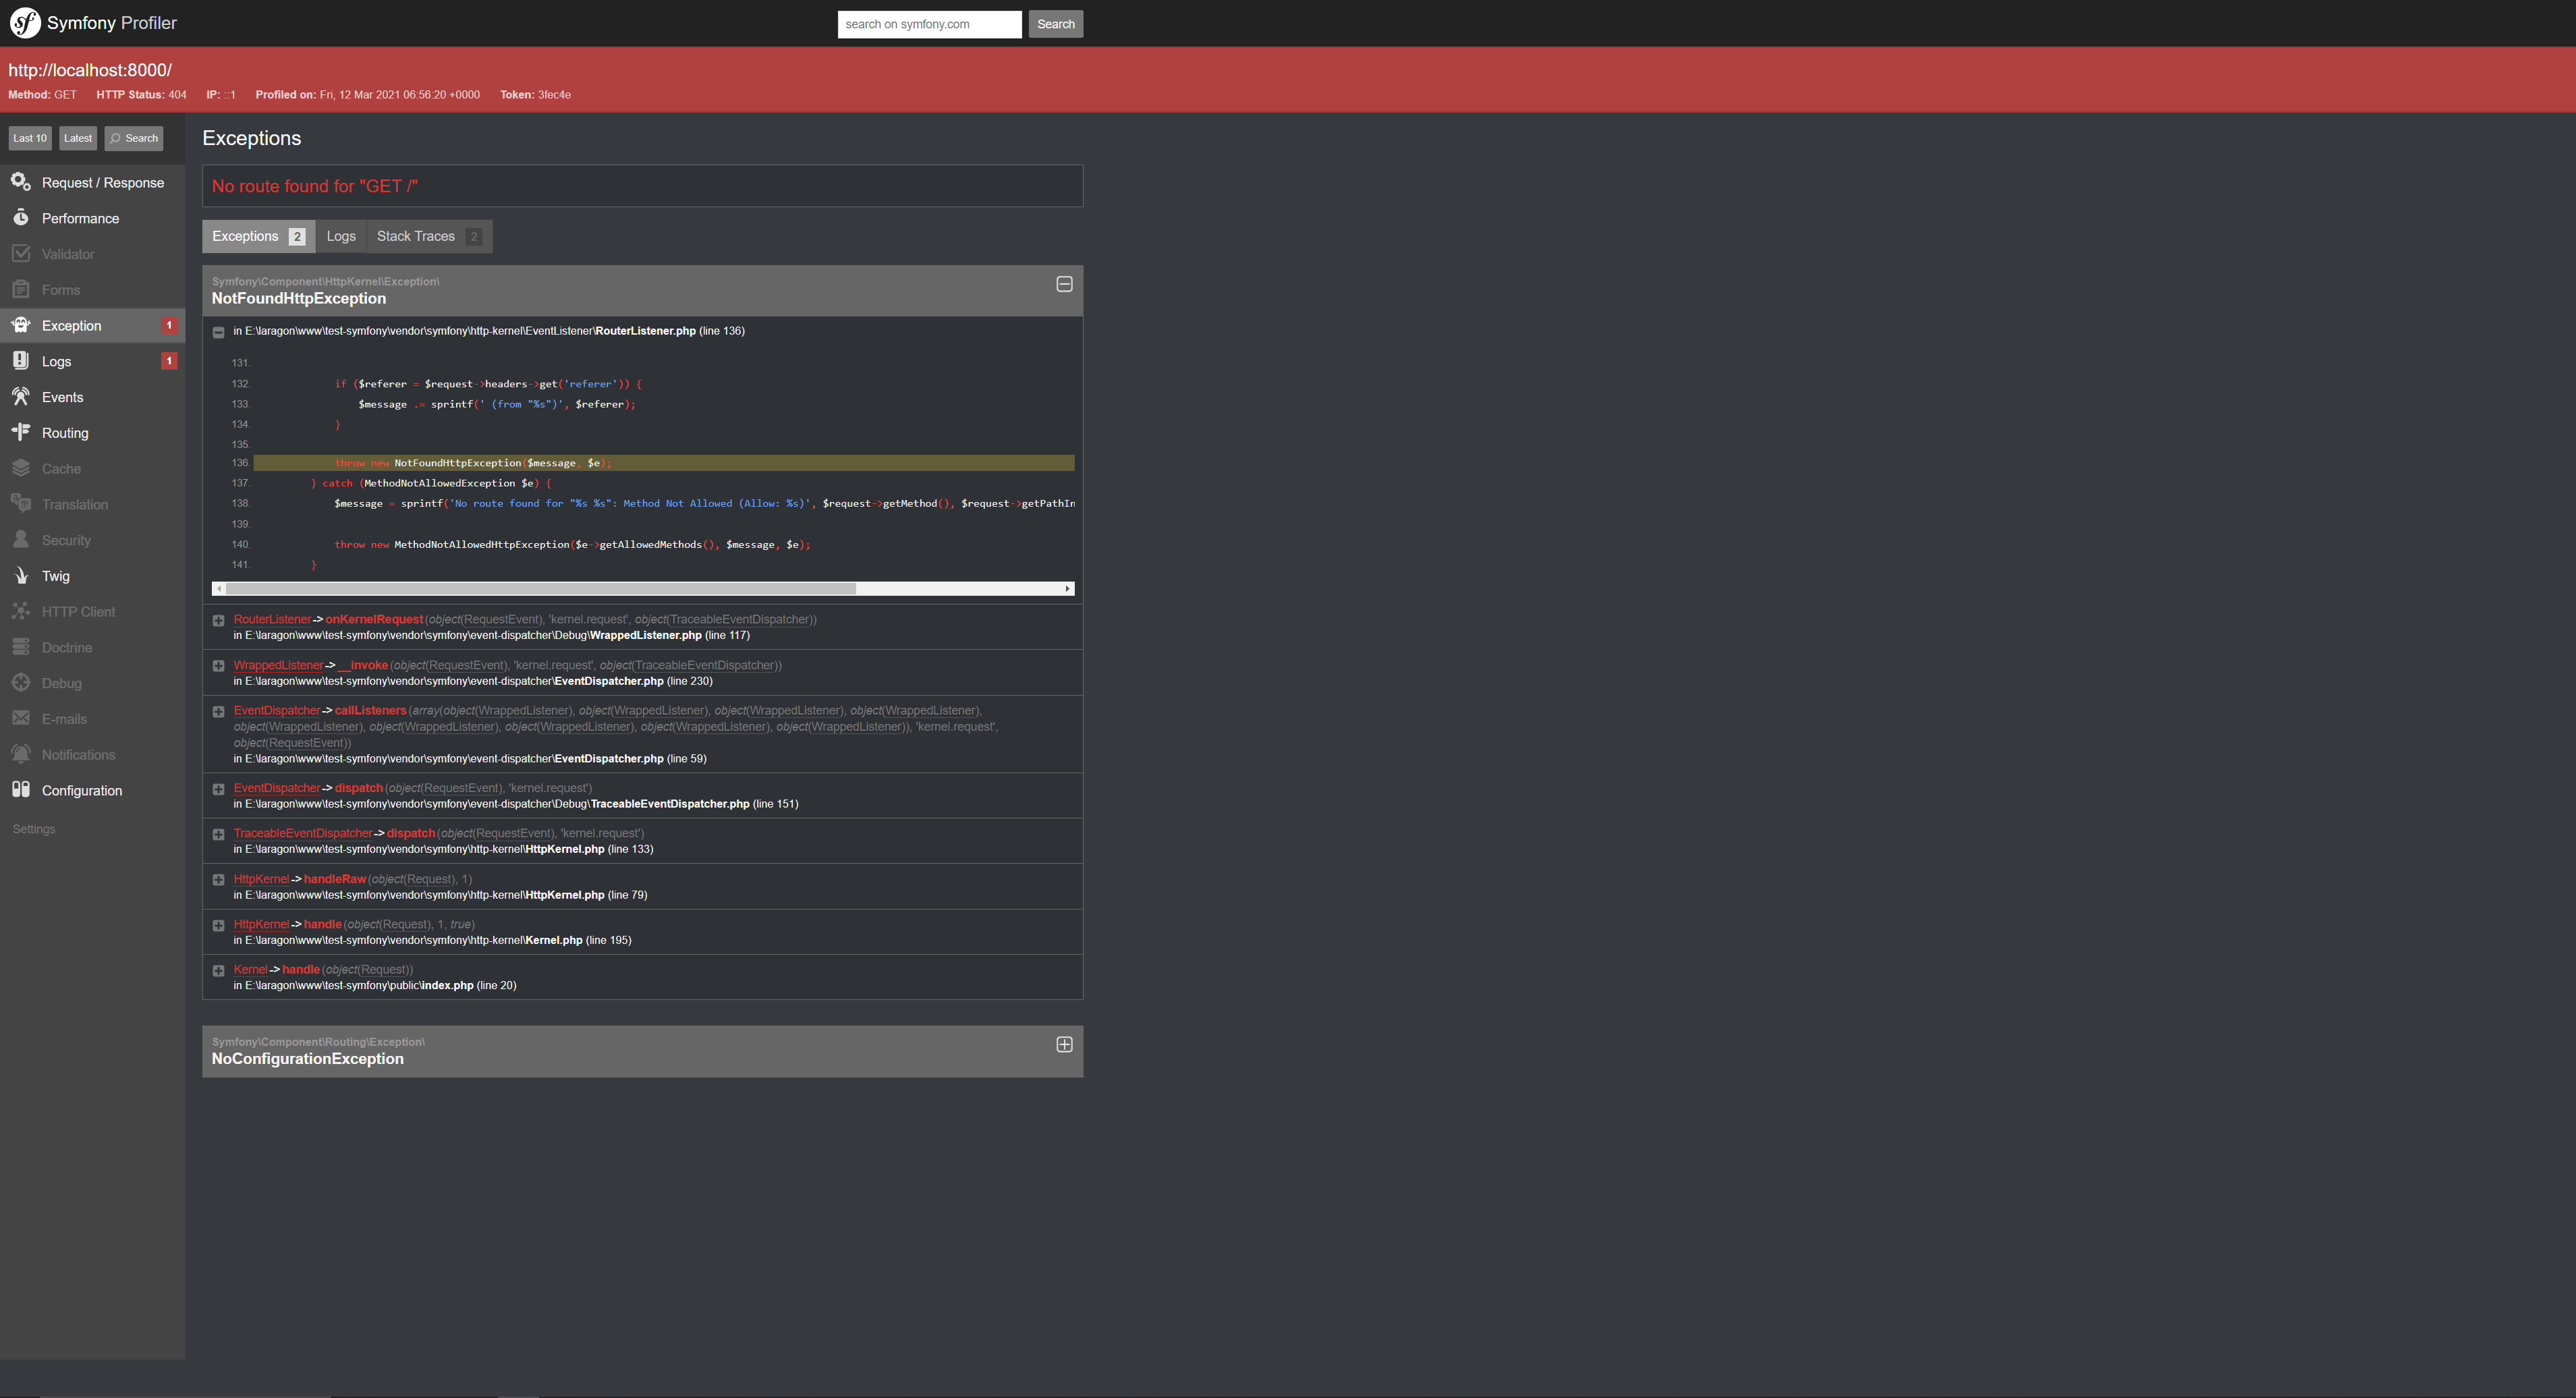 Symfony Profiler
search on symfony.com
Search
http://localhost:8000/
Method: GET HTTP Status: 404 IP: ::1 Profiled on: Fri, 12 Mar 2021 06:56:20 +0000 Token: 3fec4e
Last 10 Latest Search
Request / Response
Performance
Validator
Forms
Exception 1
Logs 1
Events
Routing
Cache
Translation
Security
Twig
HTTP Client
Doctrine
Debug
E-mails
Notifications
Configuration
Settings
Exceptions
No route found for "GET /"
Exceptions 2 Logs Stack Traces 2
Symfony\Component\HttpKernel\Exception\
NotFoundHttpException
in E:\laragon\www\test-symfony\vendor\symfony\http-kernel\EventListener\RouterListener.php (line 136)
131.
132. if ($referer = $request->headers->get('referer')) {
133. $message .= sprintf(' (from "%s")', $referer);
134. }
135.
136. throw new NotFoundHttpException($message, $e);
137. } catch (MethodNotAllowedException $e) {
138. $message = sprintf('No route found for "%s %s": Method Not Allowed (Allow: %s)', $request->getMethod(), $request->getPathIn
139.
140. throw new MethodNotAllowedHttpException($e->getAllowedMethods(), $message, $e);
141. }
RouterListener->onKernelRequest(object(RequestEvent), 'kernel.request', object(TraceableEventDispatcher))
in E:\laragon\www\test-symfony\vendor\symfony\event-dispatcher\Debug\WrappedListener.php (line 117)
WrappedListener->__invoke(object(RequestEvent), 'kernel.request', object(TraceableEventDispatcher))
in E:\laragon\www\test-symfony\vendor\symfony\event-dispatcher\EventDispatcher.php (line 230)
EventDispatcher->callListeners(array(object(WrappedListener), object(WrappedListener), object(WrappedListener), object(WrappedListener),
object(WrappedListener), object(WrappedListener), object(WrappedListener), object(WrappedListener), object(WrappedListener)), 'kernel.request',
object(RequestEvent))
in E:\laragon\www\test-symfony\vendor\symfony\event-dispatcher\EventDispatcher.php (line 59)
EventDispatcher->dispatch(object(RequestEvent), 'kernel.request')
in E:\laragon\www\test-symfony\vendor\symfony\event-dispatcher\Debug\TraceableEventDispatcher.php (line 151)
TraceableEventDispatcher->dispatch(object(RequestEvent), 'kernel.request')
in E:\laragon\www\test-symfony\vendor\symfony\http-kernel\HttpKernel.php (line 133)
HttpKernel->handleRaw(object(Request), 1)
in E:\laragon\www\test-symfony\vendor\symfony\http-kernel\HttpKernel.php (line 79)
HttpKernel->handle(object(Request), 1, true)
in E:\laragon\www\test-symfony\vendor\symfony\http-kernel\Kernel.php (line 195)
Kernel->handle(object(Request))
in E:\laragon\www\test-symfony\public\index.php (line 20)
Symfony\Component\Routing\Exception\
NoConfigurationException